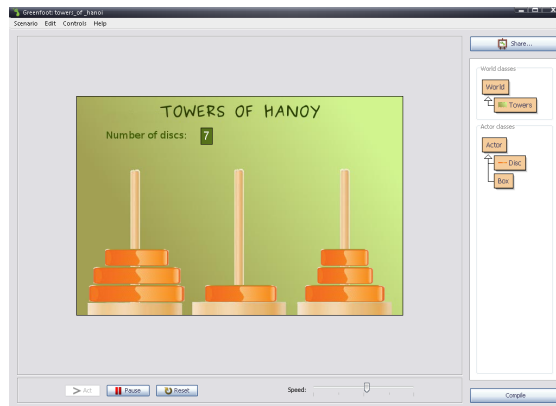 Greenfoot: towers_of_hanoi
Scenario Edit Controls Help
Share...
World classes
World
Towers
Actor classes
Actor
Disc
Box
TOWERS OF HANOY
Number of discs: 7
> Act
Pause
Reset
Speed:
Compile